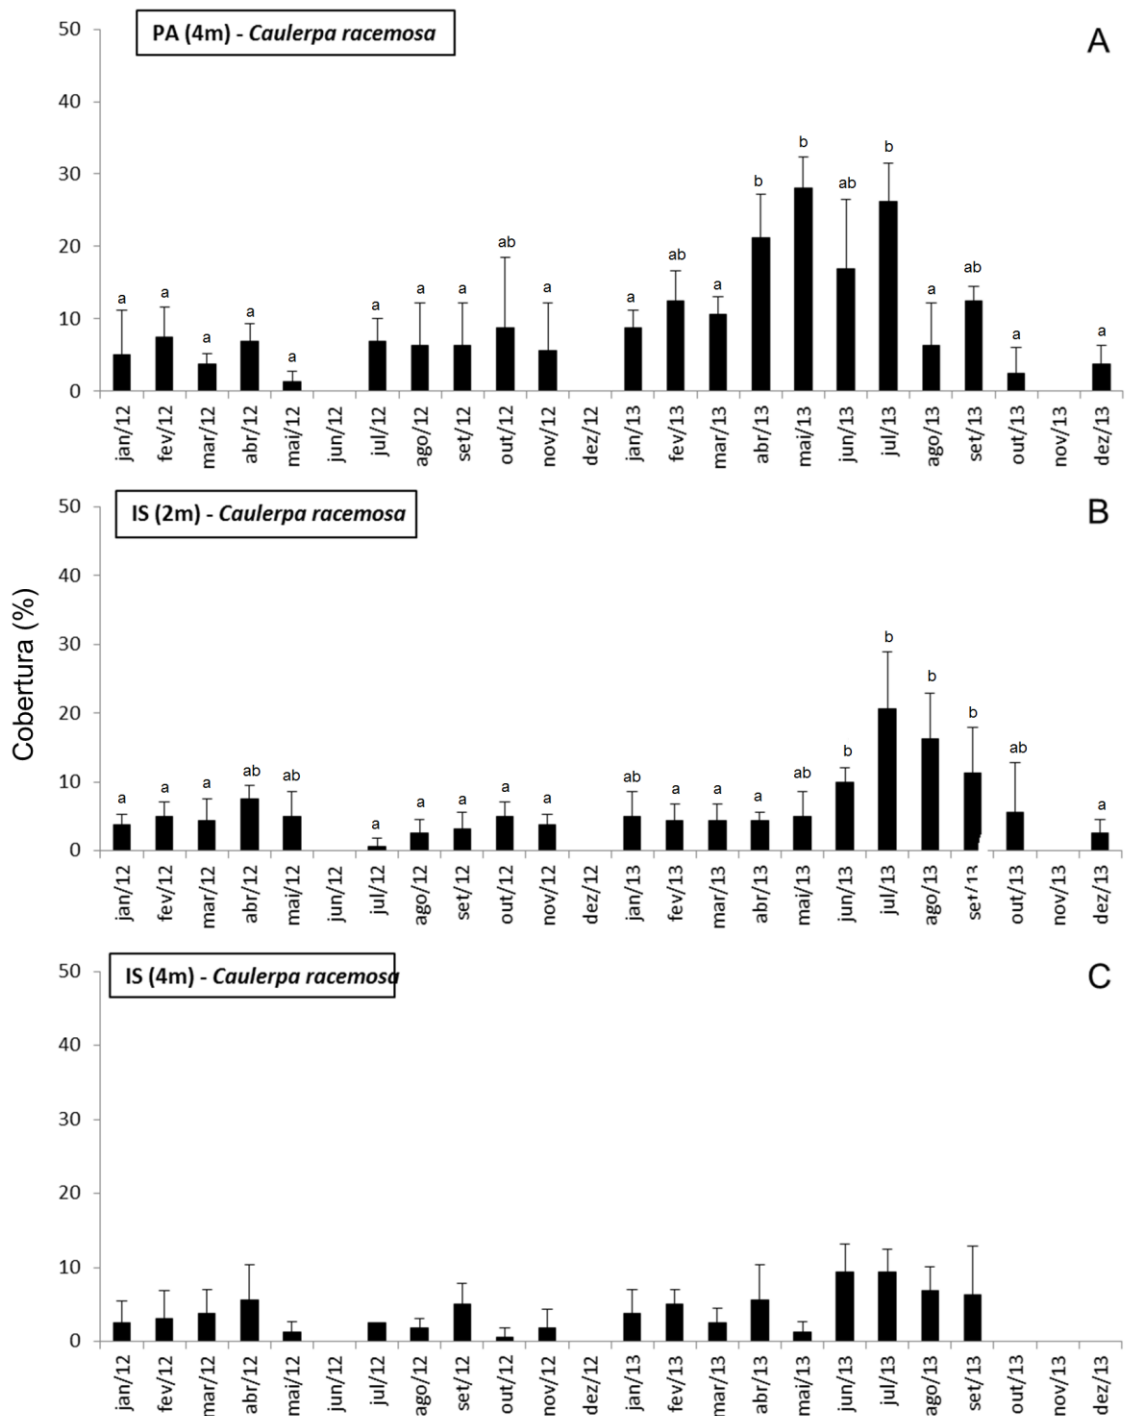 PA (4m) - Caulerpa racemosa
A
50
40
30
20
10
0
a a a a a a a a ab a a ab a b b ab b a ab a a
jan/12 fev/12 mar/12 abr/12 mai/12 jun/12 jul/12 ago/12 set/12 out/12 nov/12 dez/12 jan/13 fev/13 mar/13 abr/13 mai/13 jun/13 jul/13 ago/13 set/13 out/13 nov/13 dez/13
Cobertura (%)
IS (2m) - Caulerpa racemosa
B
50
40
30
20
10
0
a a a ab ab a a a a a ab a a a ab b b b b ab a
jan/12 fev/12 mar/12 abr/12 mai/12 jun/12 jul/12 ago/12 set/12 out/12 nov/12 dez/12 jan/13 fev/13 mar/13 abr/13 mai/13 jun/13 jul/13 ago/13 set/13 out/13 nov/13 dez/13
IS (4m) - Caulerpa racemosa
C
50
40
30
20
10
0
jan/12 fev/12 mar/12 abr/12 mai/12 jun/12 jul/12 ago/12 set/12 out/12 nov/12 dez/12 jan/13 fev/13 mar/13 abr/13 mai/13 jun/13 jul/13 ago/13 set/13 out/13 nov/13 dez/13